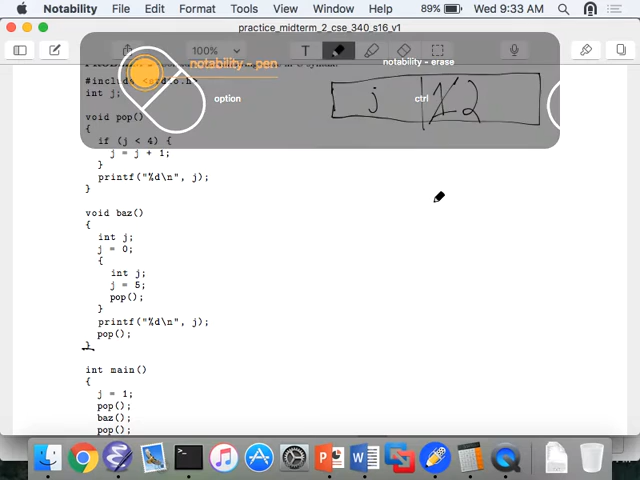 Notability File Edit Format Tools Window Help 89% Wed 9:33 AM
practice_midterm_2_cse_340_s16_v1
100% T
notability - pen
notability - erase
option
ctrl
j 1 2
#include <stdio.h>
int j;
void pop()
{
if (j < 4) {
j = j + 1;
}
printf("%d\n", j);
}
void baz()
{
int j;
j = 0;
{
int j;
j = 5;
pop();
}
printf("%d\n", j);
pop();
}
int main()
{
j = 1;
pop();
baz();
pop();